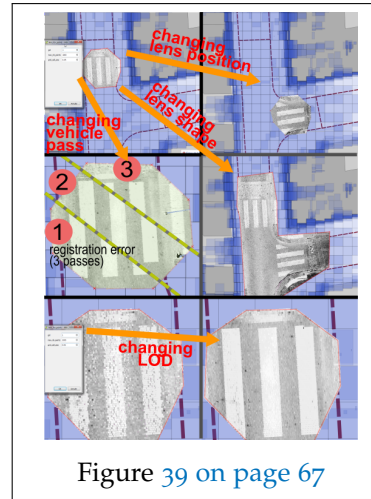 changing
lens position
changing
lens shape
changing
vehicle
pass
3
2
1
registration error
(3 passes)
changing
LOD
Figure 39 on page 67